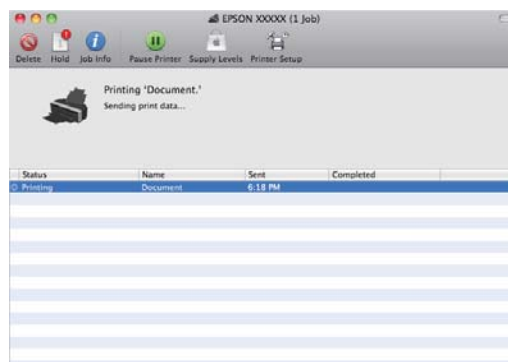 EPSON XXXXX (1 Job)
Delete Hold Job Info Pause Printer Supply Levels Printer Setup
Printing 'Document.'
Sending print data...
Status Name Sent Completed
Printing Document 6:18 PM